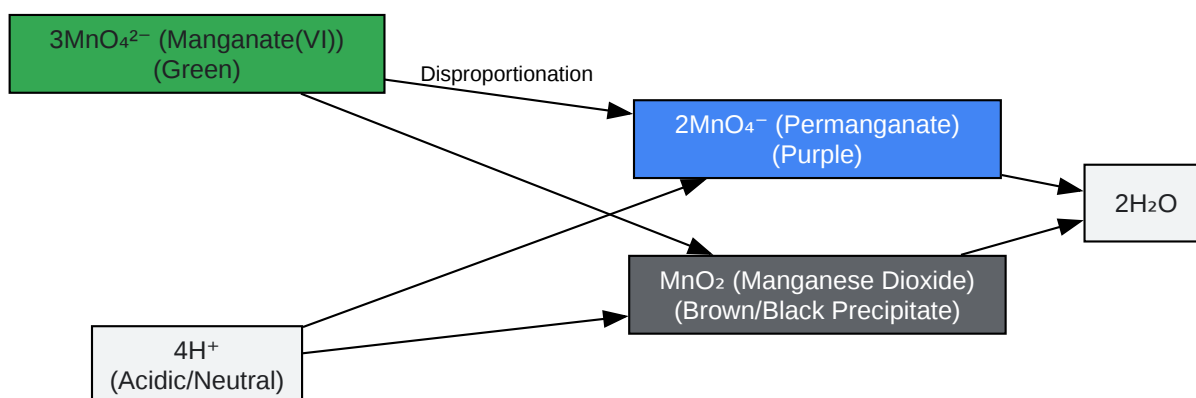 3MnO₄²⁻ (Manganate(VI))
(Green)
Disproportionation
2MnO₄⁻ (Permanganate)
(Purple)
2H₂O
MnO₂ (Manganese Dioxide)
(Brown/Black Precipitate)
4H⁺
(Acidic/Neutral)